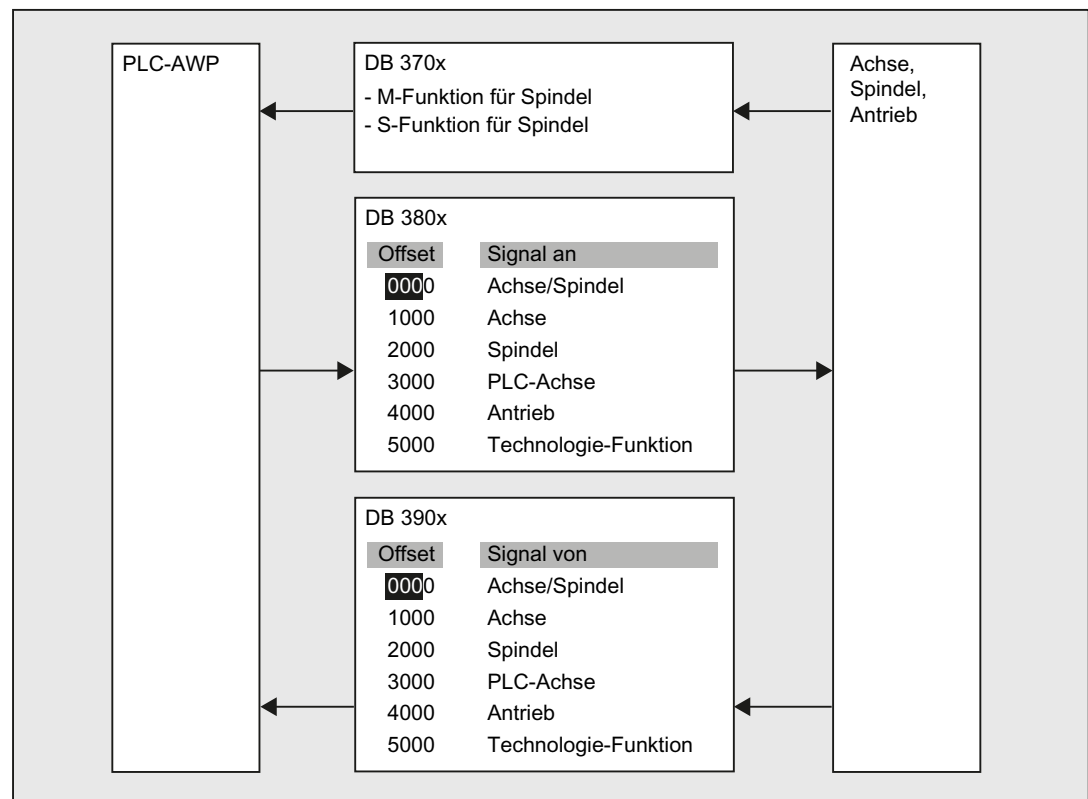 PLC-AWP
DB 370x
- M-Funktion für Spindel
- S-Funktion für Spindel
Achse,
Spindel,
Antrieb
DB 380x
Offset Signal an
0000 Achse/Spindel
1000 Achse
2000 Spindel
3000 PLC-Achse
4000 Antrieb
5000 Technologie-Funktion
DB 390x
Offset Signal von
0000 Achse/Spindel
1000 Achse
2000 Spindel
3000 PLC-Achse
4000 Antrieb
5000 Technologie-Funktion